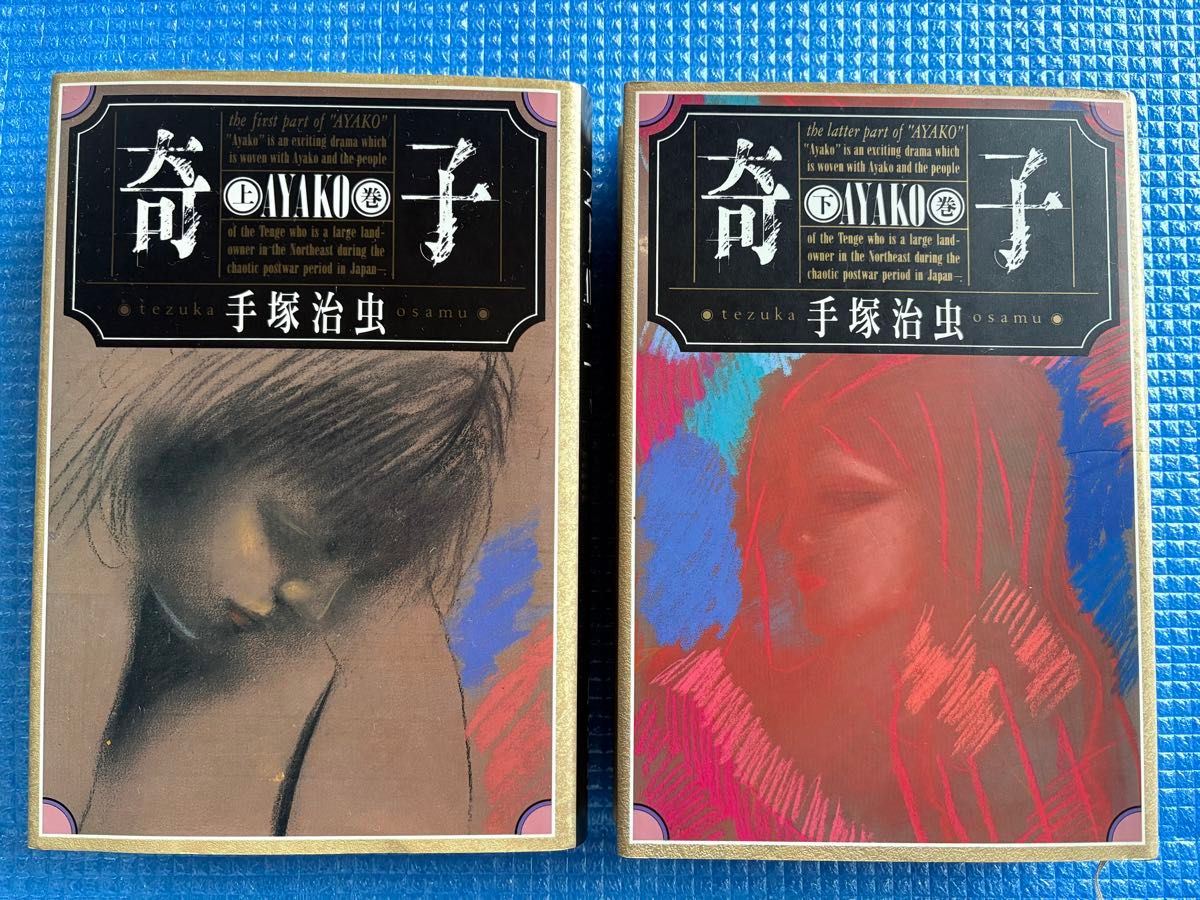 奇子
the first part of "AYAKO"
"Ayako" is an exciting drama which
is woven with Ayako and the people
上 AYAKO 巻
of the Tenge who is a large land-
owner in the Northeast during the
chaotic postwar period in Japan—.
tezuka 手塚治虫 osamu
奇子
the latter part of "AYAKO"
"Ayako" is an exciting drama which
is woven with Ayako and the people
下 AYAKO 巻
of the Tenge who is a large land-
owner in the Northeast during the
chaotic postwar period in Japan—.
tezuka 手塚治虫 osamu